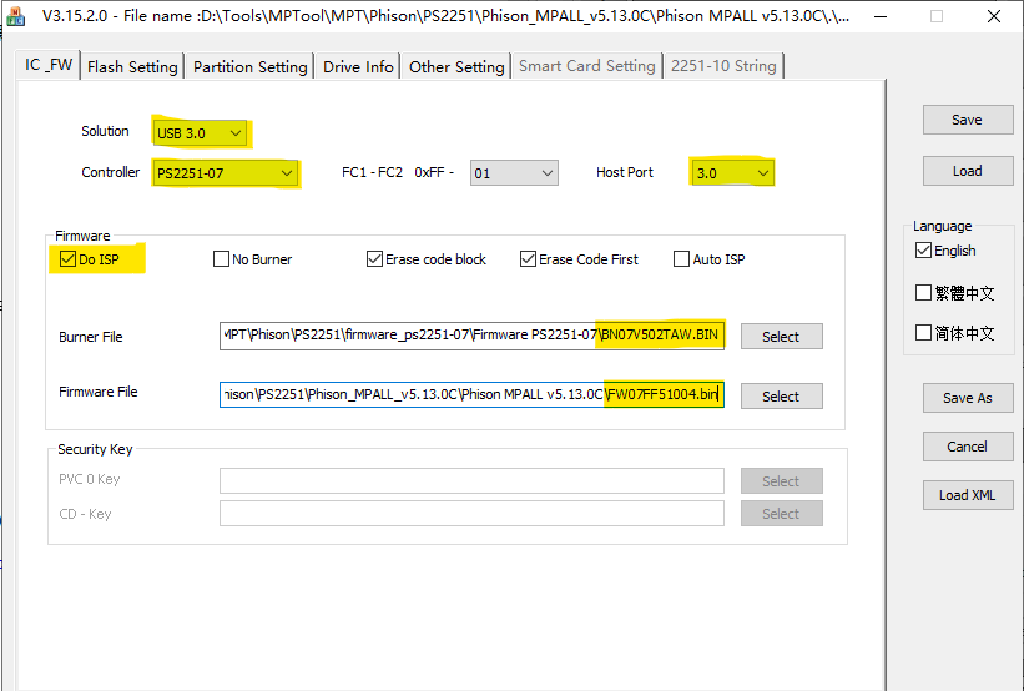 V3.15.2.0 - File name :D:\Tools\MPTool\MPT\Phison\PS2251\Phison_MPALL_v5.13.0C\Phison MPALL v5.13.0C\.\...
IC_FW Flash Setting Partition Setting Drive Info Other Setting Smart Card Setting 2251-10 String
Solution USB 3.0
Controller PS2251-07 FC1 - FC2 0xFF - 01 Host Port 3.0
Firmware
Do ISP No Burner Erase code block Erase Code First Auto ISP
Burner File MPT\Phison\PS2251\firmware_ps2251-07\Firmware PS2251-07\BN07V502TAW.BIN Select
Firmware File hison\PS2251\Phison_MPALL_v5.13.0C\Phison MPALL v5.13.0C\FW07FF51004.bin Select
Security Key
PVC 0 Key Select
CD - Key Select
Save
Load
Language
English
繁體中文
简体中文
Save As
Cancel
Load XML